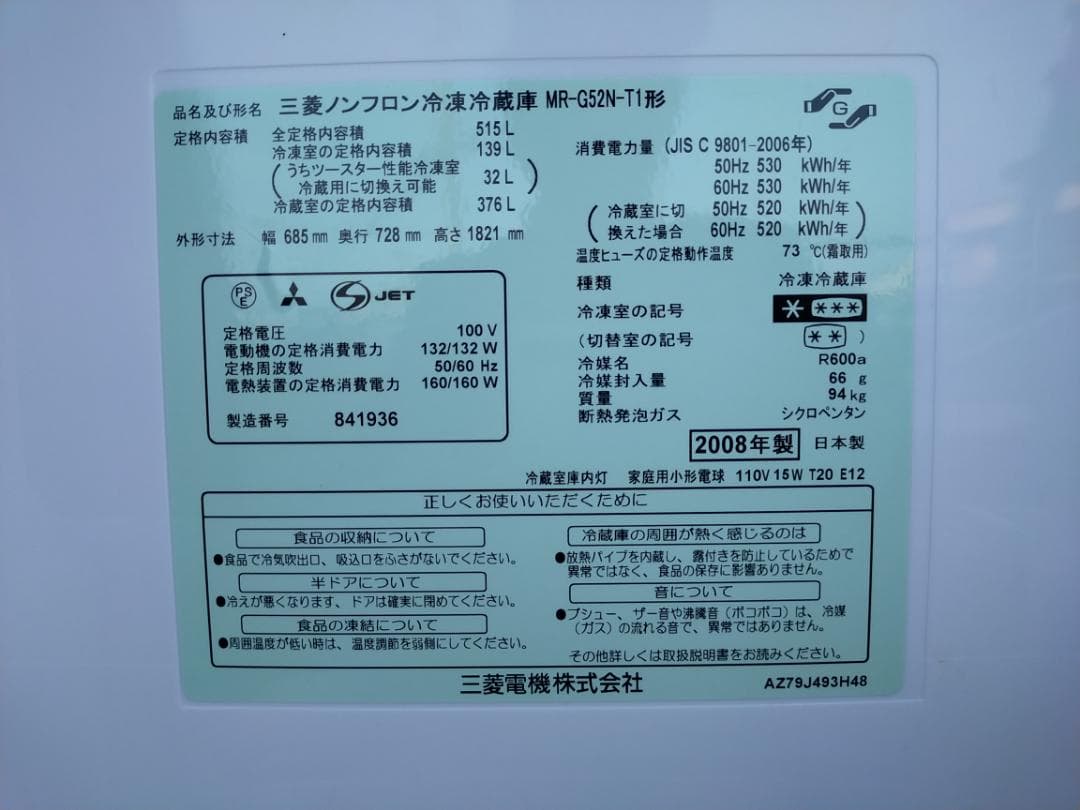 品名及び形名 三菱ノンフロン冷凍冷蔵庫 MR-G52N-T1形
G
定格内容積 全定格内容積 515 L
冷凍室の定格内容積 139 L
(うちツースター性能冷凍室 冷蔵用に切換え可能 32 L)
冷蔵室の定格内容積 376 L
外形寸法 幅 685 mm 奥行 728 mm 高さ 1821 mm
消費電力量 (JIS C 9801-2006年)
50Hz 530 kWh/年
60Hz 530 kWh/年
(冷蔵室に切 50Hz 520 kWh/年
換えた場合 60Hz 520 kWh/年)
温度ヒューズの定格動作温度 73 ℃(霜取用)
種類 冷凍冷蔵庫
冷凍室の記号 * ***
(切替室の記号 **)
冷媒名 R600a
冷媒封入量 66 g
質量 94 kg
断熱発泡ガス シクロペンタン
2008年製 日本製
PS E JET
定格電圧 100 V
電動機の定格消費電力 132/132 W
定格周波数 50/60 Hz
電熱装置の定格消費電力 160/160 W
製造番号 841936
冷蔵室庫内灯 家庭用小形電球 110V 15W T20 E12
正しくお使いいただくために
食品の収納について
●食品で冷気吹出口、吸込口をふさがないでください。
半ドアについて
●冷えが悪くなります、ドアは確実に閉めてください。
食品の凍結について
●周囲温度が低い時は、温度調節を弱側にしてください。
冷蔵庫の周囲が熱く感じるのは
●放熱パイプを内蔵し、露付きを防止しているためで
異常ではなく、食品の保存に影響ありません。
音について
●プシュー、ザー音や沸騰音（ポコポコ）は、冷媒
（ガス）の流れる音で、異常ではありません。
その他詳しくは取扱説明書をお読みください。
三菱電機株式会社
AZ79J493H48